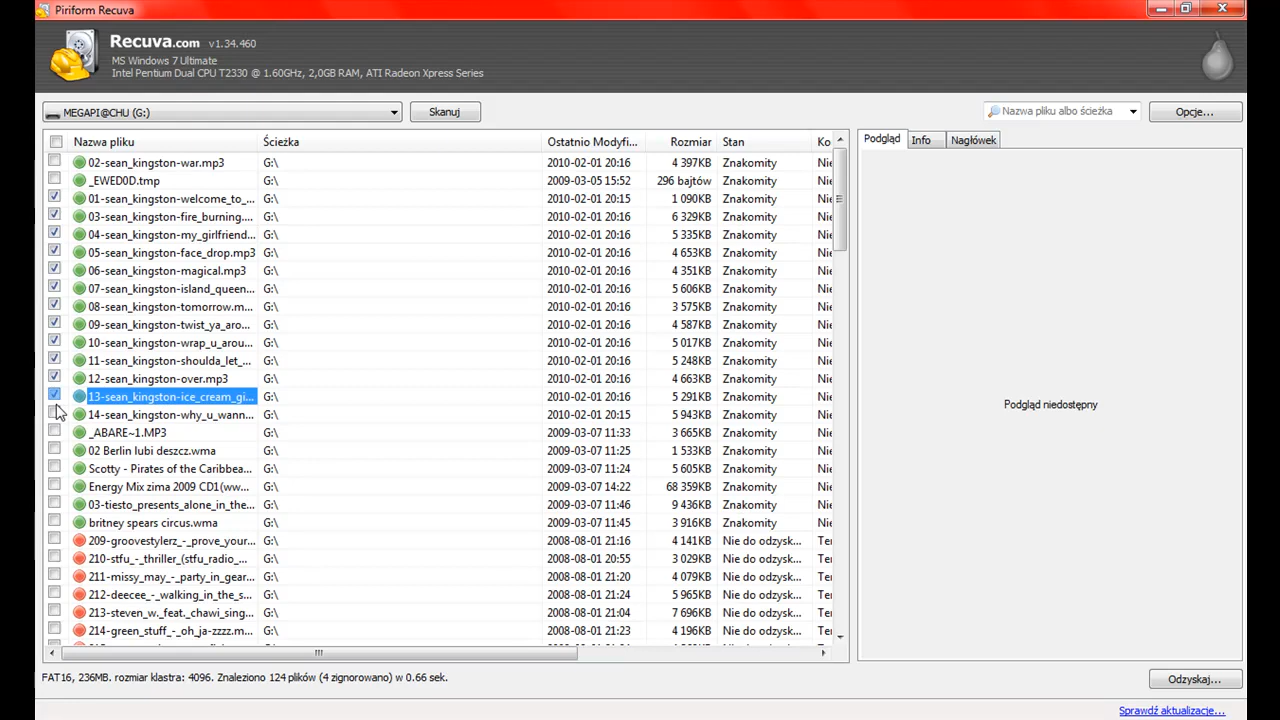 Piriform Recuva
Recuva.com v1.34.460
MS Windows 7 Ultimate
Intel Pentium Dual CPU T2330 @ 1.60GHz, 2,0GB RAM, ATI Radeon Xpress Series
MEGAPI@CHU (G:) Skanuj Nazwa pliku albo ścieżka Opcje...
Nazwa pliku Ścieżka Ostatnio Modyfi... Rozmiar Stan Ko
Podgląd Info Nagłówek
02-sean_kingston-war.mp3 G:\ 2010-02-01 20:16 4 397KB Znakomity Nie
_EWED0D.tmp G:\ 2009-03-05 15:52 296 bajtów Znakomity Nie
01-sean_kingston-welcome_to_... G:\ 2010-02-01 20:15 1 090KB Znakomity Nie
03-sean_kingston-fire_burning.... G:\ 2010-02-01 20:16 6 329KB Znakomity Nie
04-sean_kingston-my_girlfriend... G:\ 2010-02-01 20:16 5 335KB Znakomity Nie
05-sean_kingston-face_drop.mp3 G:\ 2010-02-01 20:16 4 653KB Znakomity Nie
06-sean_kingston-magical.mp3 G:\ 2010-02-01 20:16 4 351KB Znakomity Nie
07-sean_kingston-island_queen... G:\ 2010-02-01 20:16 5 606KB Znakomity Nie
08-sean_kingston-tomorrow.m... G:\ 2010-02-01 20:16 3 575KB Znakomity Nie
09-sean_kingston-twist_ya_aro... G:\ 2010-02-01 20:16 4 587KB Znakomity Nie
10-sean_kingston-wrap_u_arou... G:\ 2010-02-01 20:16 5 017KB Znakomity Nie
11-sean_kingston-shoulda_let_... G:\ 2010-02-01 20:16 5 248KB Znakomity Nie
12-sean_kingston-over.mp3 G:\ 2010-02-01 20:16 4 663KB Znakomity Nie
13-sean_kingston-ice_cream_gi... G:\ 2010-02-01 20:16 5 291KB Znakomity Nie
14-sean_kingston-why_u_wann... G:\ 2010-02-01 20:15 5 943KB Znakomity Nie
_ABARE~1.MP3 G:\ 2009-03-07 11:33 3 665KB Znakomity Nie
02 Berlin lubi deszcz.wma G:\ 2009-03-07 11:25 1 533KB Znakomity Nie
Scotty - Pirates of the Caribbea... G:\ 2009-03-07 11:24 5 605KB Znakomity Nie
Energy Mix zima 2009 CD1(ww... G:\ 2009-03-07 14:22 68 359KB Znakomity Nie
03-tiesto_presents_alone_in_the... G:\ 2009-03-07 11:46 9 436KB Znakomity Nie
britney spears circus.wma G:\ 2009-03-07 11:45 3 916KB Znakomity Nie
209-groovestylerz_-_prove_your... G:\ 2008-08-01 21:16 4 141KB Nie do odzysk... Ter
210-stfu_-_thriller_(stfu_radio_... G:\ 2008-08-01 20:55 3 029KB Nie do odzysk... Ter
211-missy_may_-_party_in_gear... G:\ 2008-08-01 21:20 4 079KB Nie do odzysk... Ter
212-deecee_-_walking_in_the_s... G:\ 2008-08-01 21:24 5 965KB Nie do odzysk... Ter
213-steven_w._feat._chawi_sing... G:\ 2008-08-01 21:04 7 696KB Nie do odzysk... Ter
214-green_stuff_-_oh_ja-zzzz.m... G:\ 2008-08-01 21:23 4 196KB Nie do odzysk... Ter
Podgląd niedostępny
FAT16, 236MB. rozmiar klastra: 4096. Znaleziono 124 plików (4 zignorowano) w 0.66 sek.
Odzyskaj...
Sprawdź aktualizacje...